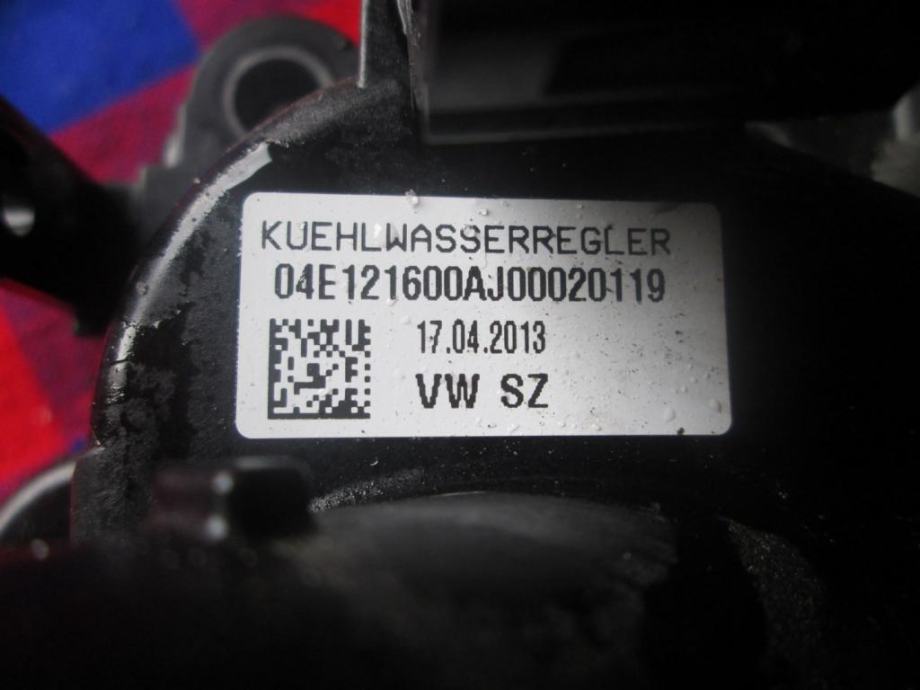 KUEHLWASSERREGLER
04E121600AJ00020119
17.04.2013
VW SZ